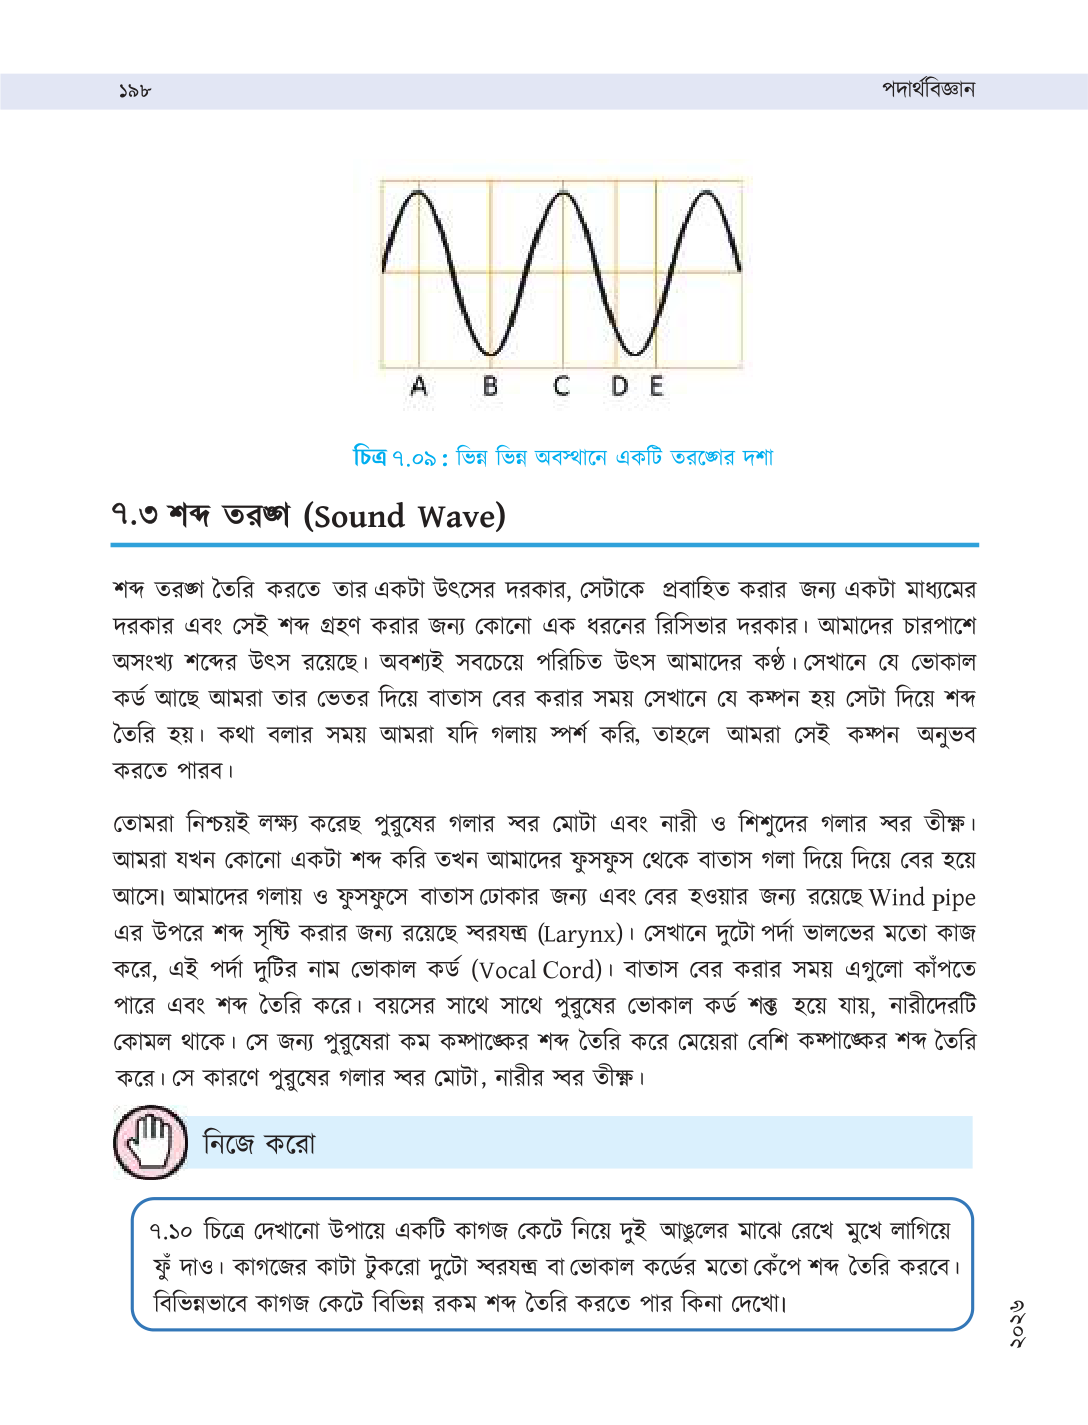 ১৯৮
পদার্থবিজ্ঞান
A B C D E
চিত্র ৭.০৯ : ভিন্ন ভিন্ন অবস্থানে একটি তরঙ্গের দশা
৭.৩ শব্দ তরঙ্গ (Sound Wave)
শব্দ তরঙ্গ তৈরি করতে তার একটা উৎসের দরকার, সেটাকে প্রবাহিত করার জন্য একটা মাধ্যমের
দরকার এবং সেই শব্দ গ্রহণ করার জন্য কোনো এক ধরনের রিসিভার দরকার। আমাদের চারপাশে
অসংখ্য শব্দের উৎস রয়েছে। অবশ্যই সবচেয়ে পরিচিত উৎস আমাদের কণ্ঠ। সেখানে যে ভোকাল
কর্ড আছে আমরা তার ভেতর দিয়ে বাতাস বের করার সময় সেখানে যে কম্পন হয় সেটা দিয়ে শব্দ
তৈরি হয়। কথা বলার সময় আমরা যদি গলায় স্পর্শ করি, তাহলে আমরা সেই কম্পন অনুভব
করতে পারব।
তোমরা নিশ্চয়ই লক্ষ্য করেছ পুরুষের গলার স্বর মোটা এবং নারী ও শিশুদের গলার স্বর তীক্ষ্ণ।
আমরা যখন কোনো একটা শব্দ করি তখন আমাদের ফুসফুস থেকে বাতাস গলা দিয়ে দিয়ে বের হয়ে
আসে। আমাদের গলায় ও ফুসফুসে বাতাস ঢোকার জন্য এবং বের হওয়ার জন্য রয়েছে Wind pipe
এর উপরে শব্দ সৃষ্টি করার জন্য রয়েছে স্বরযন্ত্র (Larynx)। সেখানে দুটো পর্দা ভালভের মতো কাজ
করে, এই পর্দা দুটির নাম ভোকাল কর্ড (Vocal Cord)। বাতাস বের করার সময় এগুলো কাঁপতে
পারে এবং শব্দ তৈরি করে। বয়সের সাথে সাথে পুরুষের ভোকাল কর্ড শক্ত হয়ে যায়, নারীদেরটি
কোমল থাকে। সে জন্য পুরুষেরা কম কম্পাঙ্কের শব্দ তৈরি করে মেয়েরা বেশি কম্পাঙ্কের শব্দ তৈরি
করে। সে কারণে পুরুষের গলার স্বর মোটা, নারীর স্বর তীক্ষ্ণ।
নিজে করো
৭.১০ চিত্রে দেখানো উপায়ে একটি কাগজ কেটে নিয়ে দুই আঙুলের মাঝে রেখে মুখে লাগিয়ে
ফুঁ দাও। কাগজের কাটা টুকরো দুটো স্বরযন্ত্র বা ভোকাল কর্ডের মতো কেঁপে শব্দ তৈরি করবে।
বিভিন্নভাবে কাগজ কেটে বিভিন্ন রকম শব্দ তৈরি করতে পার কিনা দেখো।
২০২৬